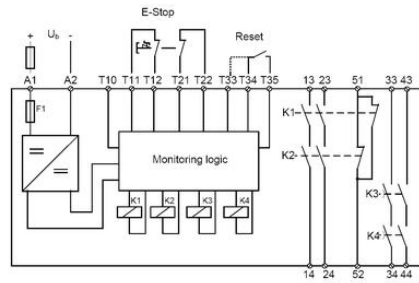 E-Stop
+ Ub -
Reset
A1 A2 T10 T11 T12 T21 T22 T33 T34 T35 13 23 51 33 43
F1
K1
Monitoring logic
K2
K3
K1 K2 K3 K4
K4
14 24 52 34 44